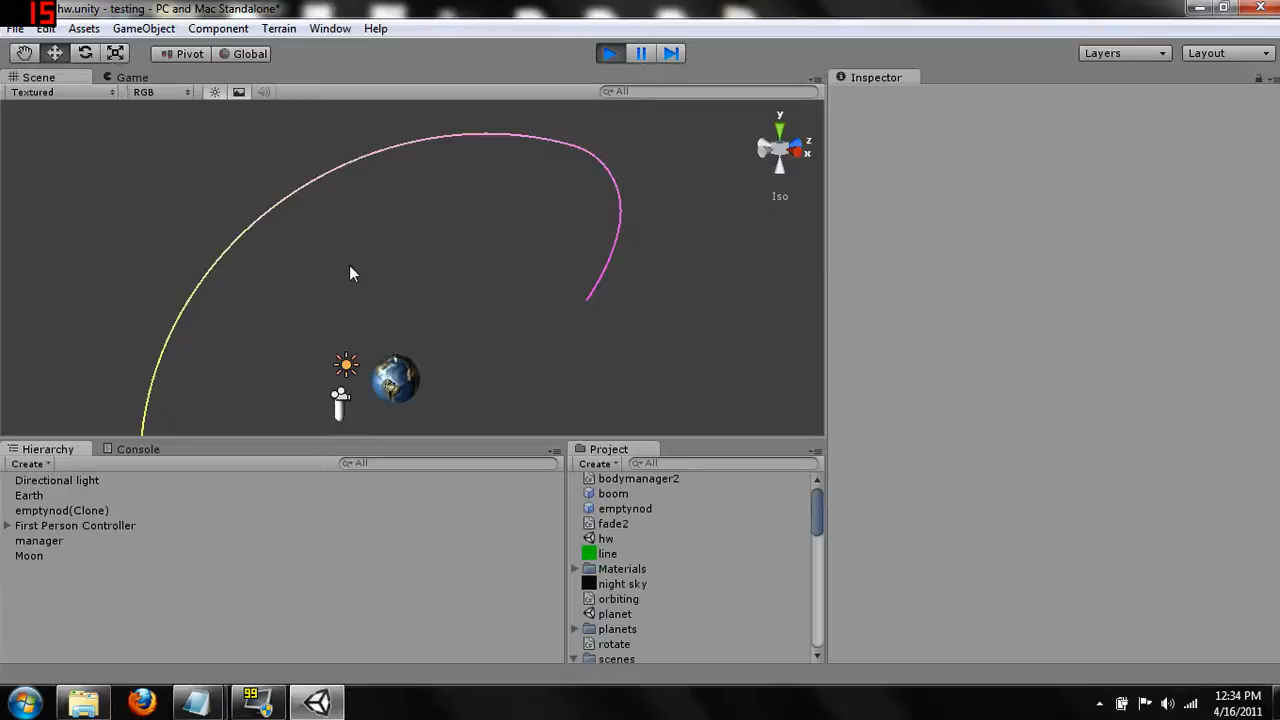 15
hw.unity - testing - PC and Mac Standalone*
File Edit Assets GameObject Component Terrain Window Help
Pivot Global Layers Layout
Scene Game Inspector
Textured RGB All
y
z
x
Iso
Hierarchy Console Project
Create All Create All
Directional light
Earth
emptynod(Clone)
First Person Controller
manager
Moon
bodymanager2
boom
emptynod
fade2
hw
line
Materials
night sky
orbiting
planet
planets
rotate
scenes
99
12:34 PM
4/16/2011